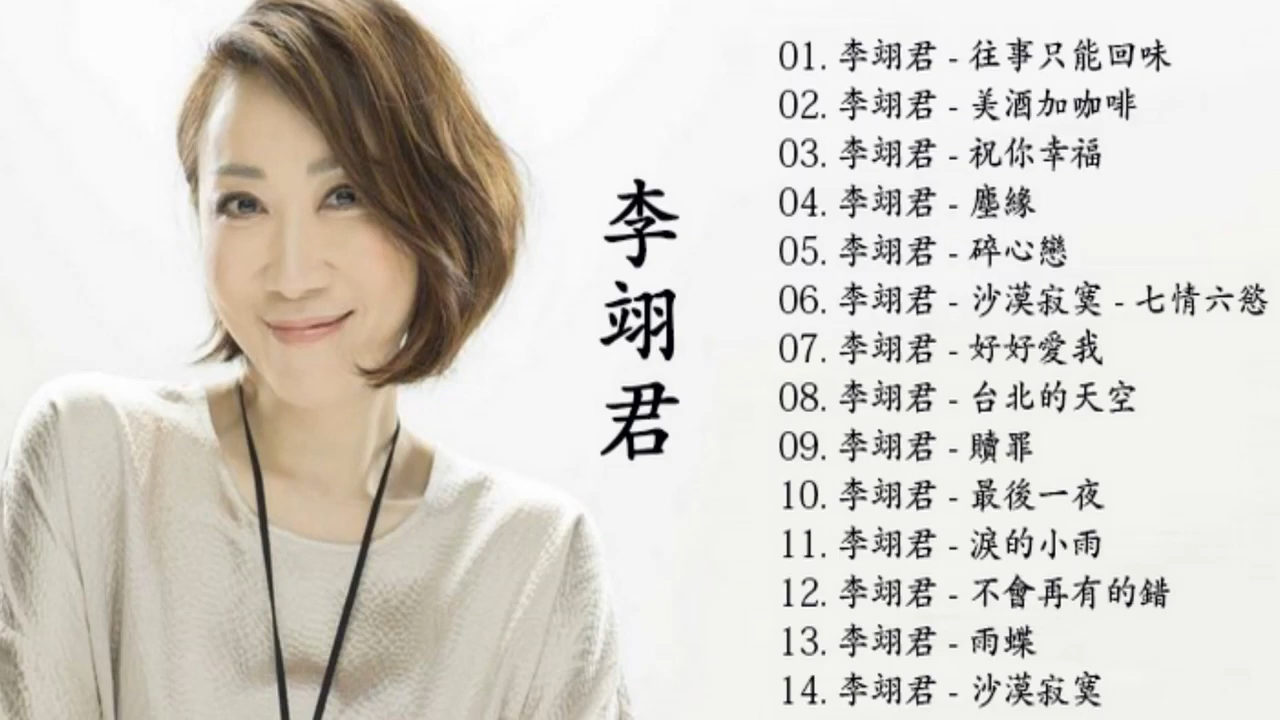 李翊君
01. 李翊君 - 往事只能回味
02. 李翊君 - 美酒加咖啡
03. 李翊君 - 祝你幸福
04. 李翊君 - 塵緣
05. 李翊君 - 碎心戀
06. 李翊君 - 沙漠寂寞 - 七情六慾
07. 李翊君 - 好好愛我
08. 李翊君 - 台北的天空
09. 李翊君 - 贖罪
10. 李翊君 - 最後一夜
11. 李翊君 - 淚的小雨
12. 李翊君 - 不會再有的錯
13. 李翊君 - 雨蝶
14. 李翊君 - 沙漠寂寞